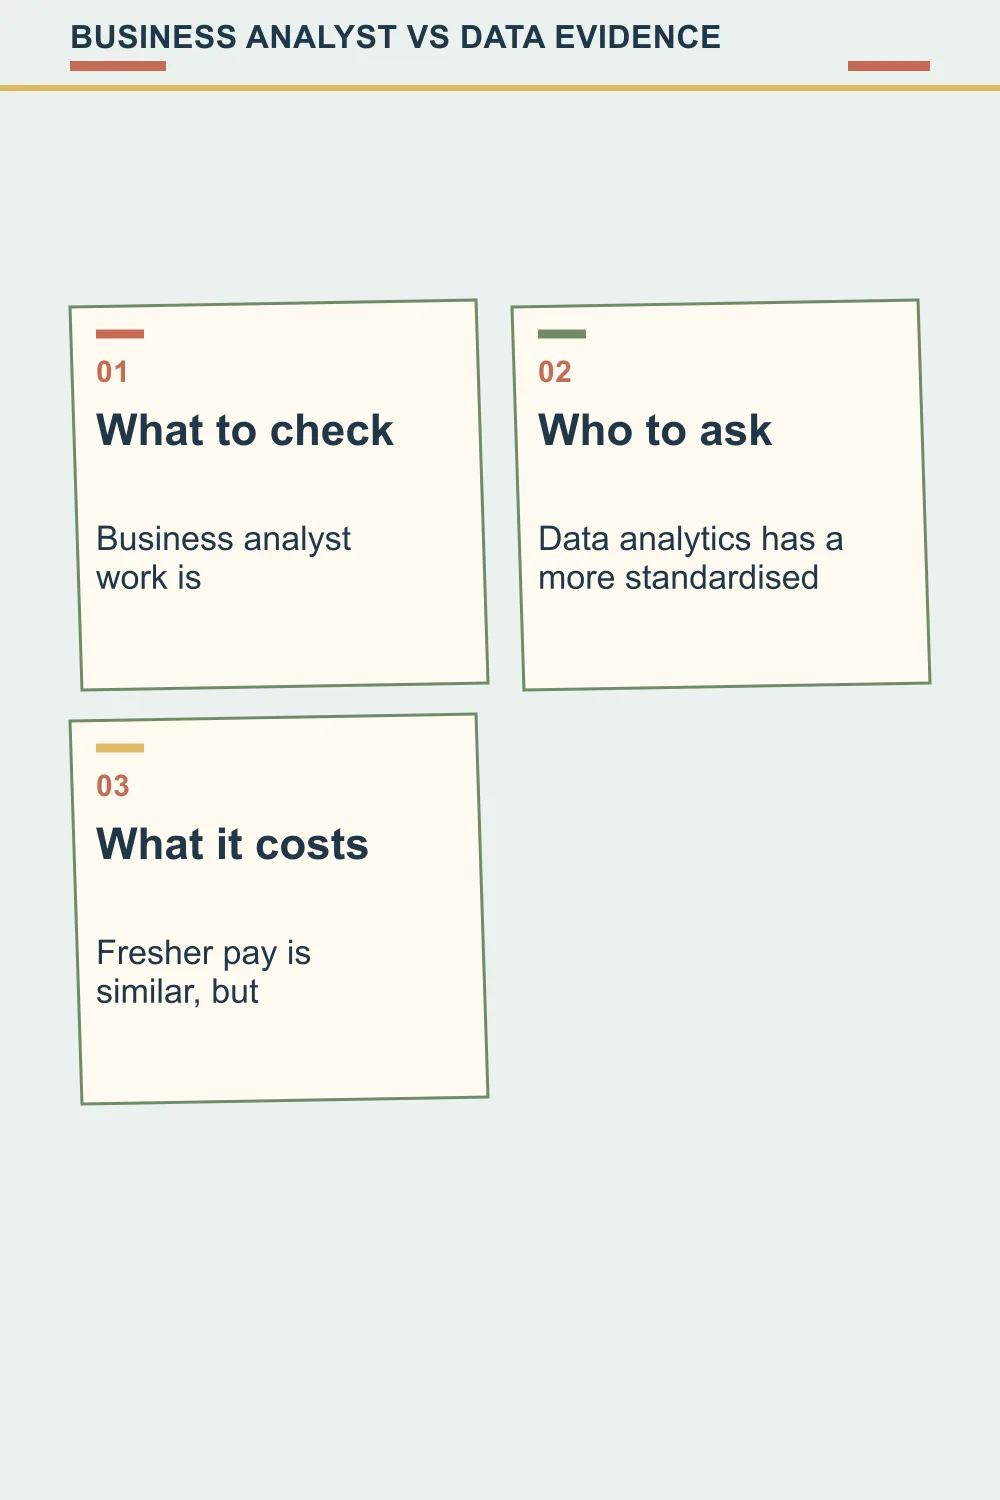 BUSINESS ANALYST VS DATA EVIDENCE
01
What to check
Business analyst
work is
02
Who to ask
Data analytics has a
more standardised
03
What it costs
Fresher pay is
similar, but